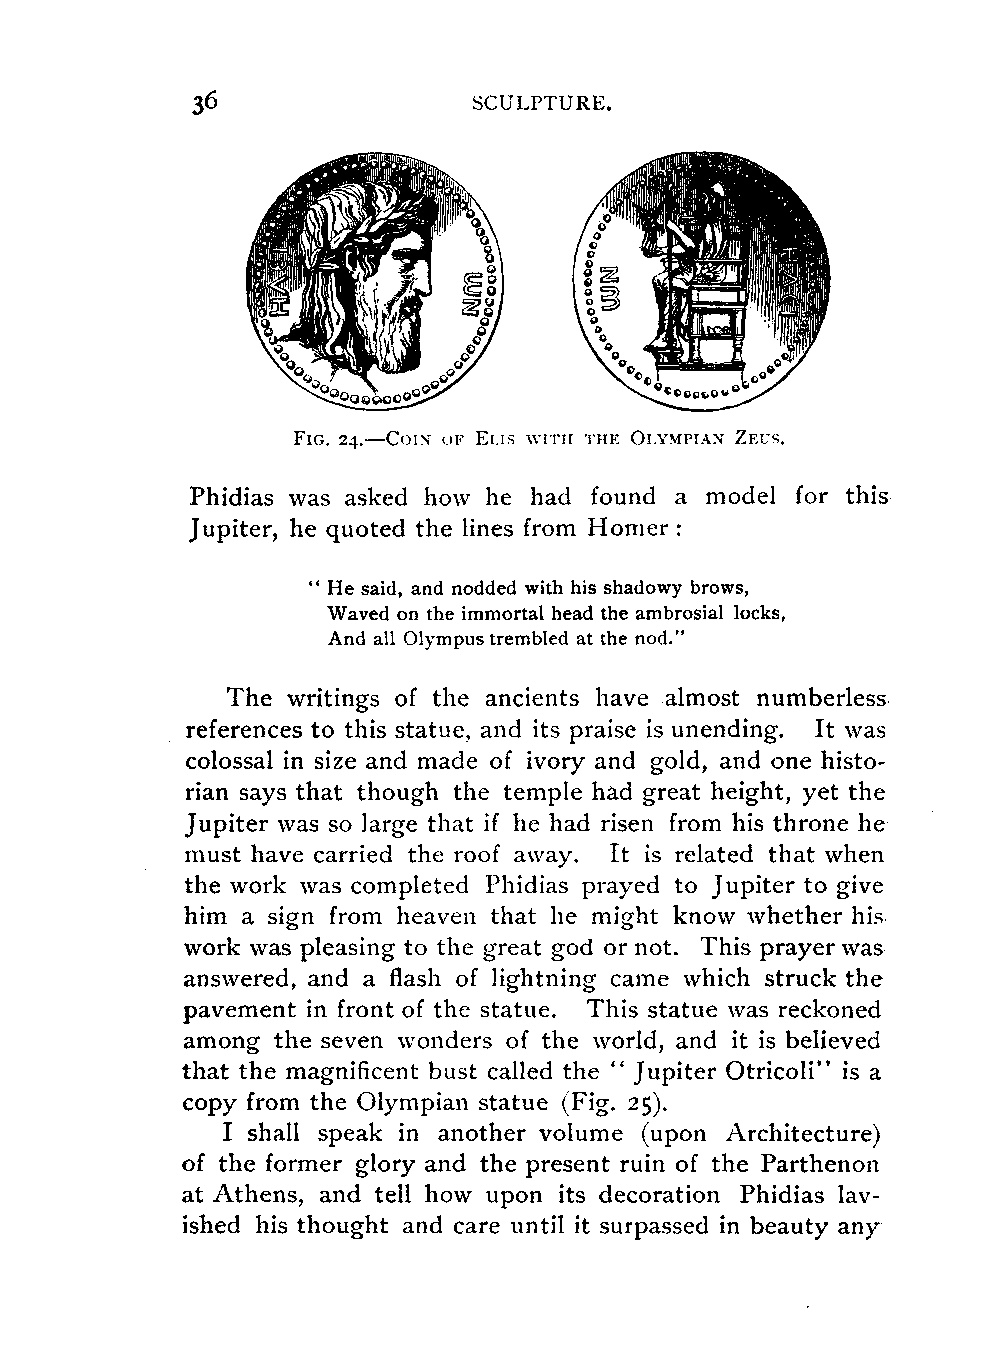 36 SCULPTURE.
ΗΛΕΙ
ΩΝ
FIG. 24.—COIN OF ELIS WITH THE OLYMPIAN ZEUS.
Phidias was asked how he had found a model for this
Jupiter, he quoted the lines from Homer :
“ He said, and nodded with his shadowy brows,
Waved on the immortal head the ambrosial locks,
And all Olympus trembled at the nod.”
The writings of the ancients have almost numberless
references to this statue, and its praise is unending. It was
colossal in size and made of ivory and gold, and one histo-
rian says that though the temple had great height, yet the
Jupiter was so large that if he had risen from his throne he
must have carried the roof away. It is related that when
the work was completed Phidias prayed to Jupiter to give
him a sign from heaven that he might know whether his
work was pleasing to the great god or not. This prayer was
answered, and a flash of lightning came which struck the
pavement in front of the statue. This statue was reckoned
among the seven wonders of the world, and it is believed
that the magnificent bust called the “ Jupiter Otricoli” is a
copy from the Olympian statue (Fig. 25).
I shall speak in another volume (upon Architecture)
of the former glory and the present ruin of the Parthenon
at Athens, and tell how upon its decoration Phidias lav-
ished his thought and care until it surpassed in beauty any